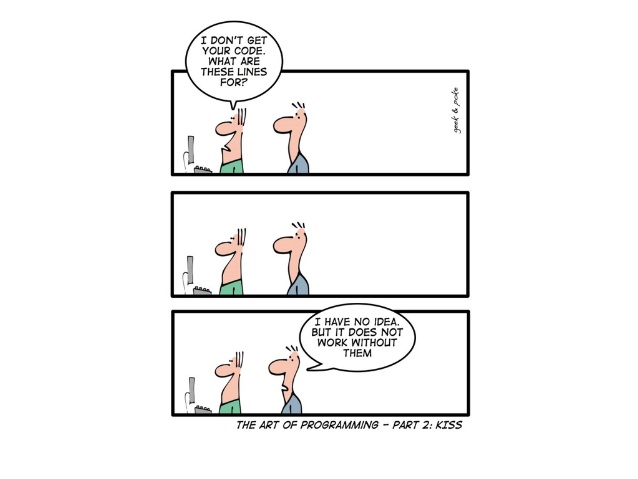 I DON'T GET
YOUR CODE.
WHAT ARE
THESE LINES
FOR?
geek & poke
I HAVE NO IDEA.
BUT IT DOES NOT
WORK WITHOUT
THEM
THE ART OF PROGRAMMING - PART 2: KISS